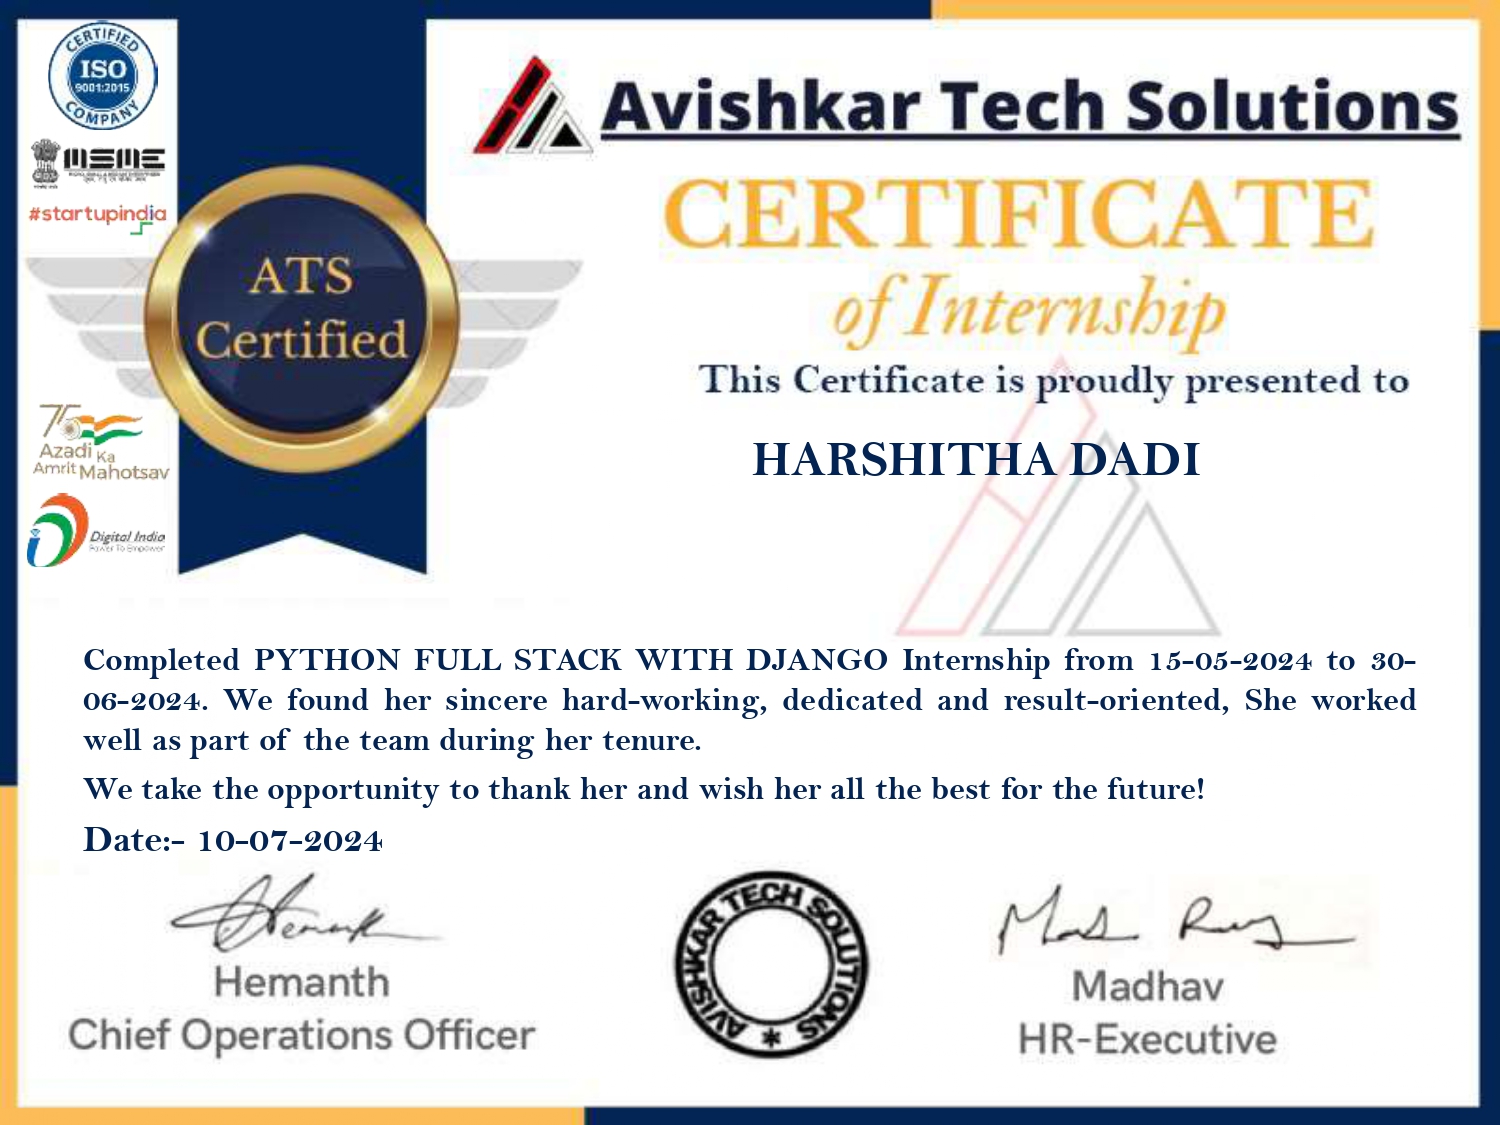 CERTIFIED
ISO
9001:2015
COMPANY
MSME
#startupindia
Avishkar Tech Solutions
CERTIFICATE
of Internship
This Certificate is proudly presented to
ATS
Certified
HARSHITHA DADI
75
Azadi Ka
Amrit Mahotsav
Digital India
Power To Empower
Completed PYTHON FULL STACK WITH DJANGO Internship from 15-05-2024 to 30-
06-2024. We found her sincere hard-working, dedicated and result-oriented, She worked
well as part of the team during her tenure.
We take the opportunity to thank her and wish her all the best for the future!
Date:- 10-07-2024
Hemanth
Chief Operations Officer
AVISHKAR TECH SOLUTIONS *
Madhav
HR-Executive